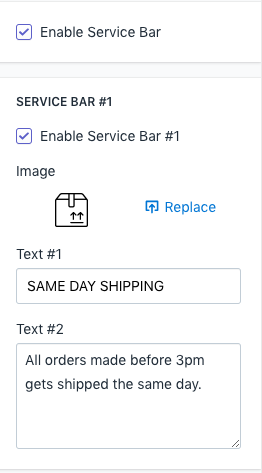 Enable Service Bar
SERVICE BAR #1
Enable Service Bar #1
Image
Replace
Text #1
SAME DAY SHIPPING
Text #2
All orders made before 3pm
gets shipped the same day.